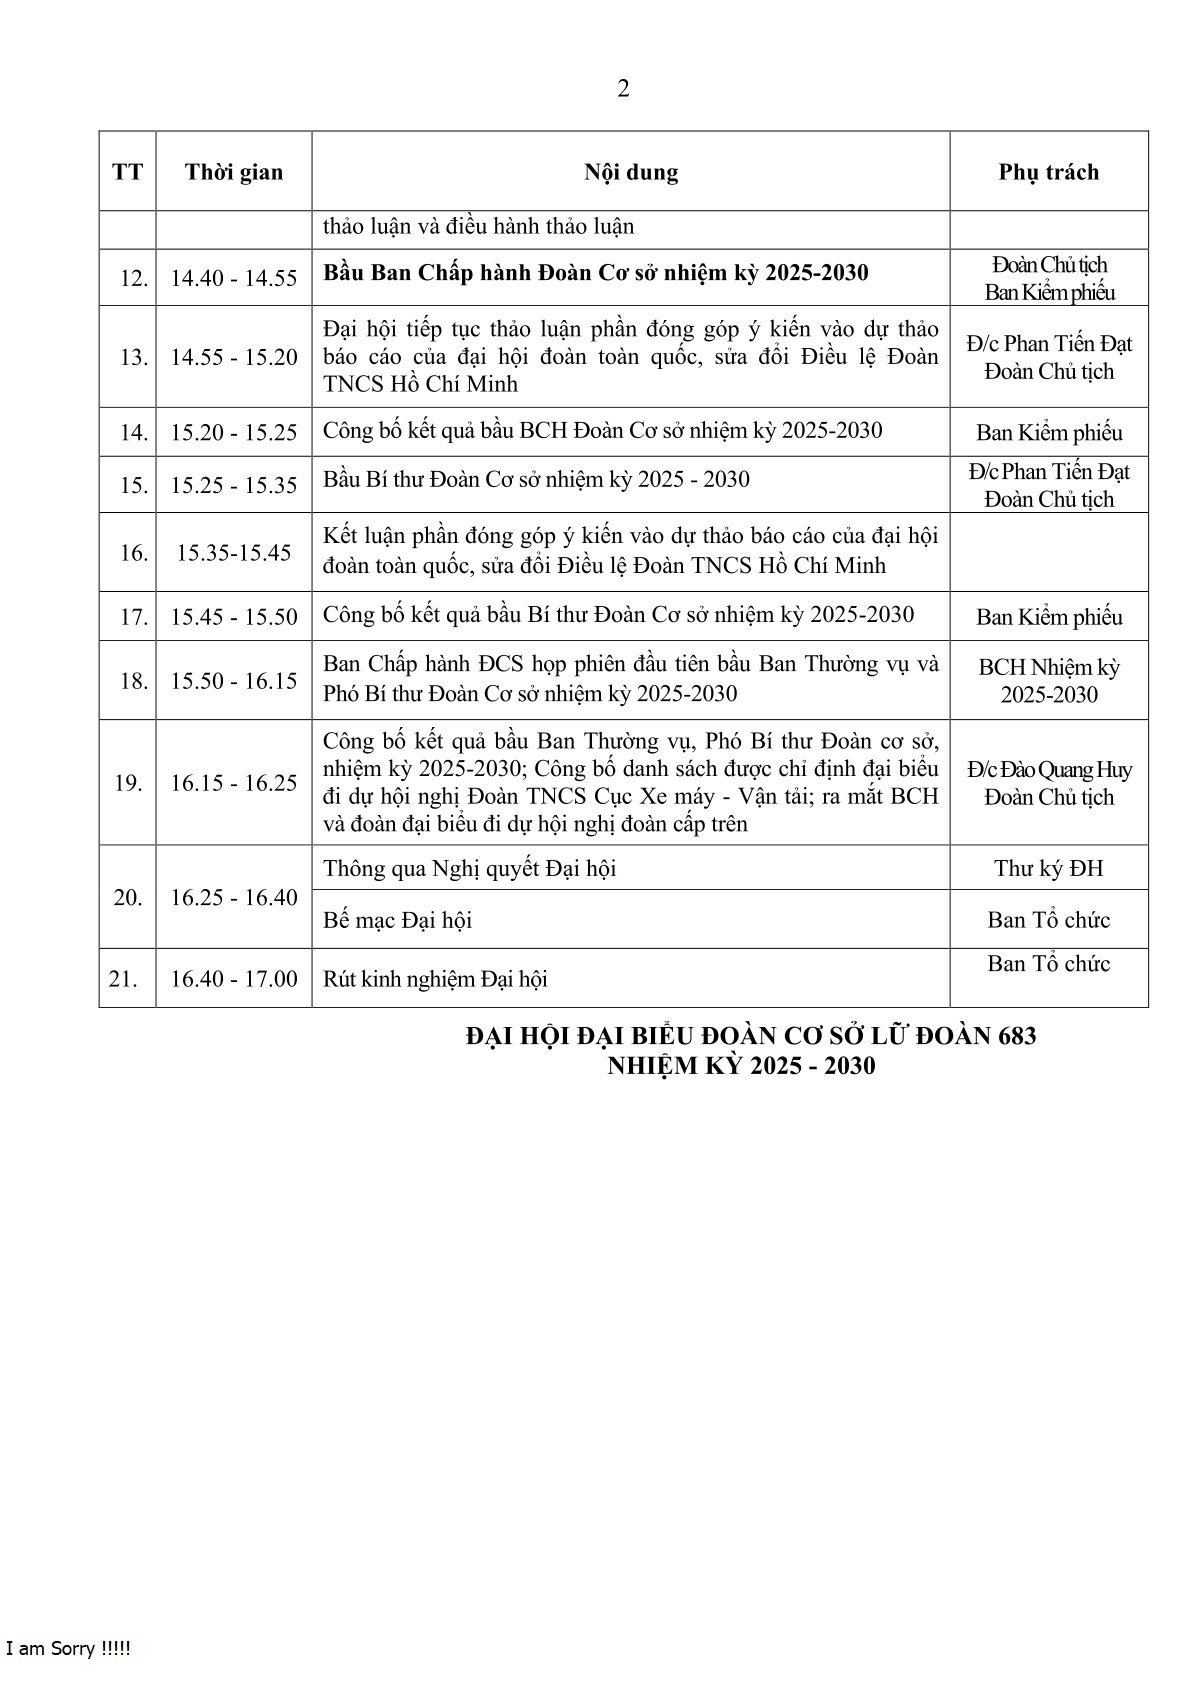 2
TT Thời gian Nội dung Phụ trách
thảo luận và điều hành thảo luận
12. 14.40 - 14.55 Bầu Ban Chấp hành Đoàn Cơ sở nhiệm kỳ 2025-2030 Đoàn Chủ tịch
Ban Kiểm phiếu
13. 14.55 - 15.20 Đại hội tiếp tục thảo luận phần đóng góp ý kiến vào dự thảo
báo cáo của đại hội đoàn toàn quốc, sửa đổi Điều lệ Đoàn
TNCS Hồ Chí Minh
Đ/c Phan Tiến Đạt
Đoàn Chủ tịch
14. 15.20 - 15.25 Công bố kết quả bầu BCH Đoàn Cơ sở nhiệm kỳ 2025-2030 Ban Kiểm phiếu
15. 15.25 - 15.35 Bầu Bí thư Đoàn Cơ sở nhiệm kỳ 2025 - 2030 Đ/c Phan Tiến Đạt
Đoàn Chủ tịch
16. 15.35-15.45 Kết luận phần đóng góp ý kiến vào dự thảo báo cáo của đại hội
đoàn toàn quốc, sửa đổi Điều lệ Đoàn TNCS Hồ Chí Minh
17. 15.45 - 15.50 Công bố kết quả bầu Bí thư Đoàn Cơ sở nhiệm kỳ 2025-2030 Ban Kiểm phiếu
18. 15.50 - 16.15 Ban Chấp hành ĐCS họp phiên đầu tiên bầu Ban Thường vụ và
Phó Bí thư Đoàn Cơ sở nhiệm kỳ 2025-2030
BCH Nhiệm kỳ
2025-2030
19. 16.15 - 16.25 Công bố kết quả bầu Ban Thường vụ, Phó Bí thư Đoàn cơ sở,
nhiệm kỳ 2025-2030; Công bố danh sách được chỉ định đại biểu
đi dự hội nghị Đoàn TNCS Cục Xe máy - Vận tải; ra mắt BCH
và đoàn đại biểu đi dự hội nghị đoàn cấp trên
Đ/c Đào Quang Huy
Đoàn Chủ tịch
20. 16.25 - 16.40 Thông qua Nghị quyết Đại hội Thư ký ĐH
Bế mạc Đại hội Ban Tổ chức
21. 16.40 - 17.00 Rút kinh nghiệm Đại hội Ban Tổ chức
ĐẠI HỘI ĐẠI BIỂU ĐOÀN CƠ SỞ LỮ ĐOÀN 683
NHIỆM KỲ 2025 - 2030
I am Sorry !!!!!